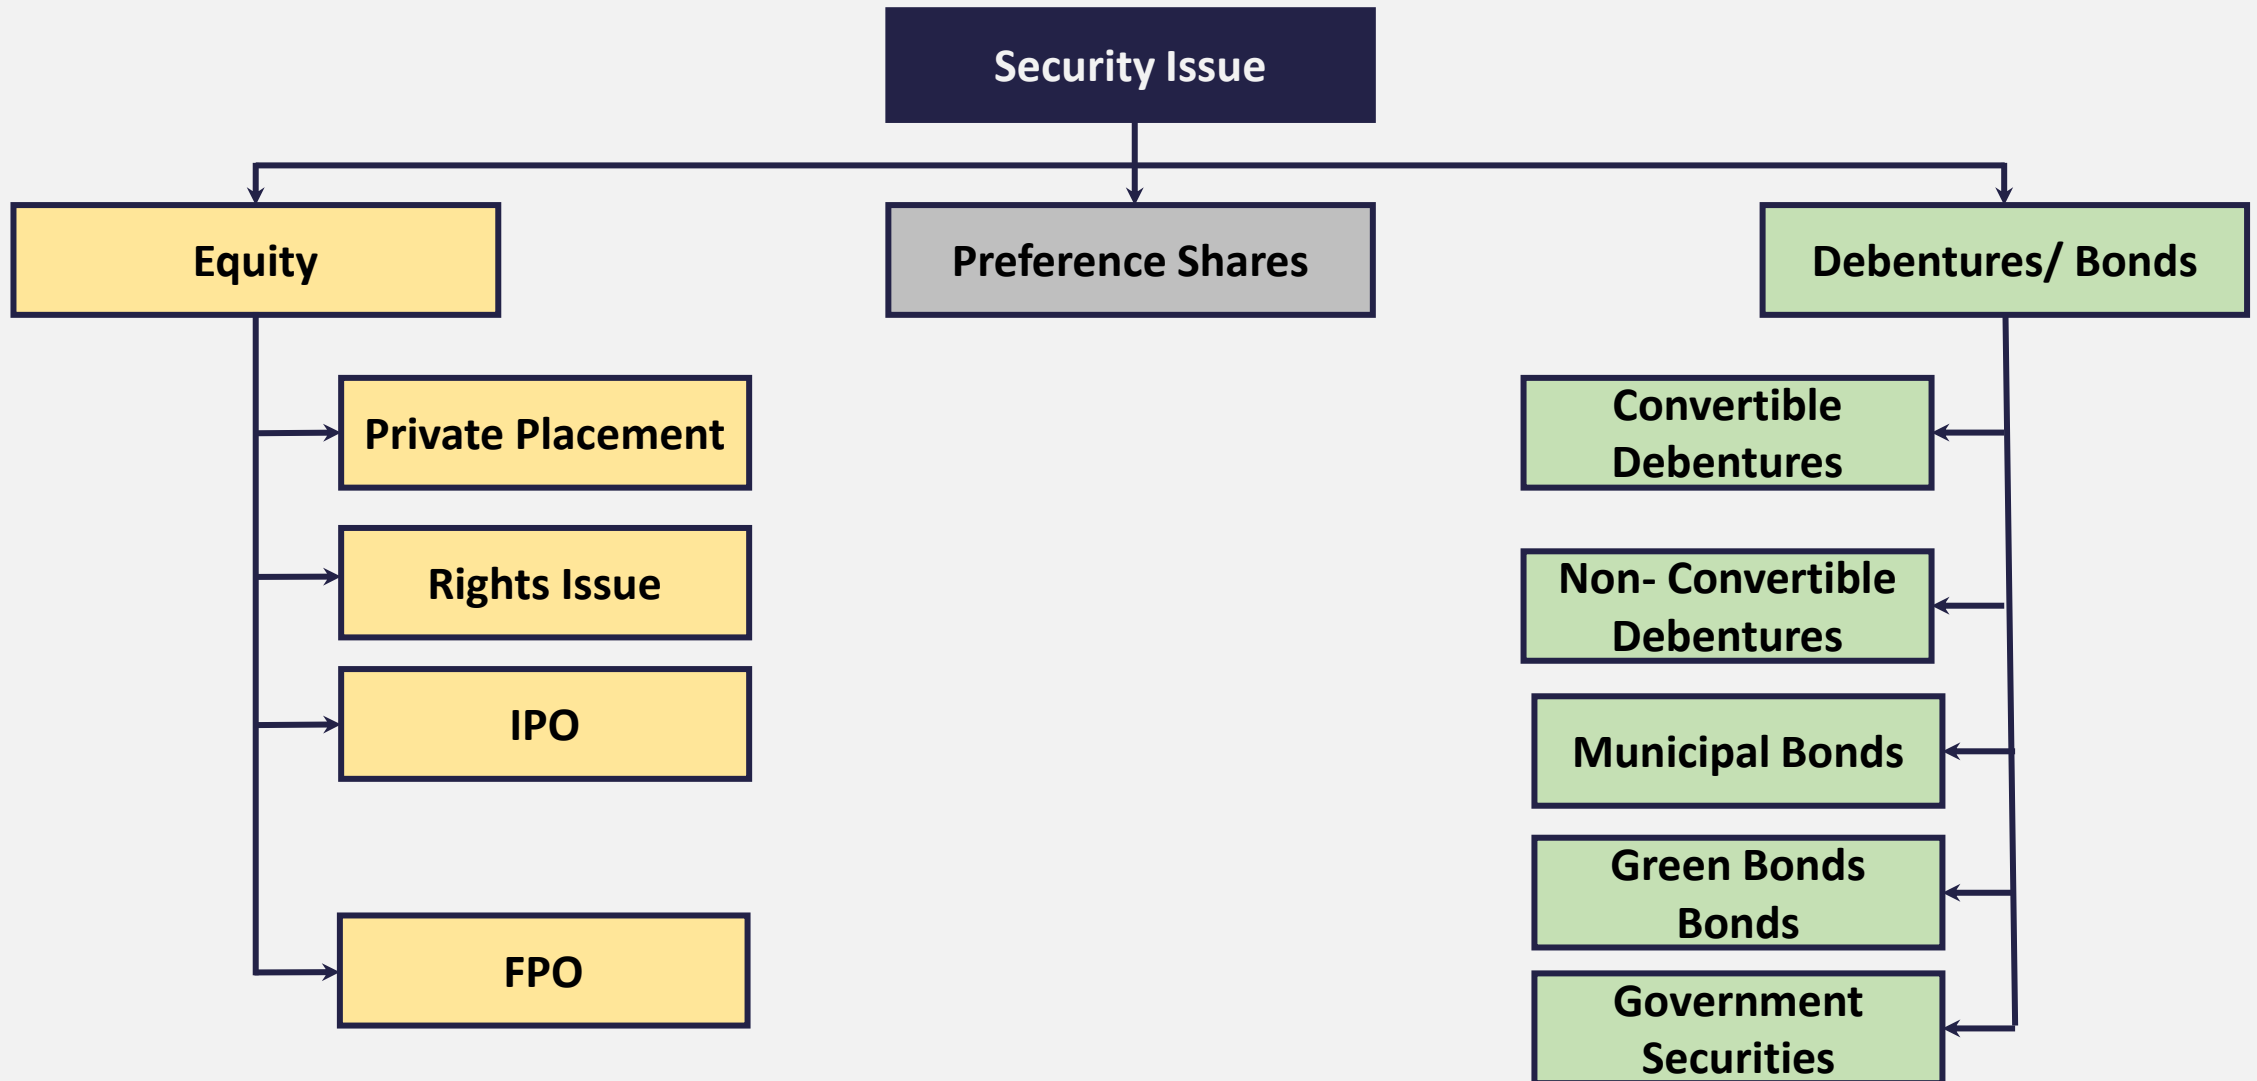 Security Issue
Equity
Preference Shares
Debentures/ Bonds
Private Placement
Rights Issue
IPO
FPO
Convertible
Debentures
Non- Convertible
Debentures
Municipal Bonds
Green Bonds
Bonds
Government
Securities